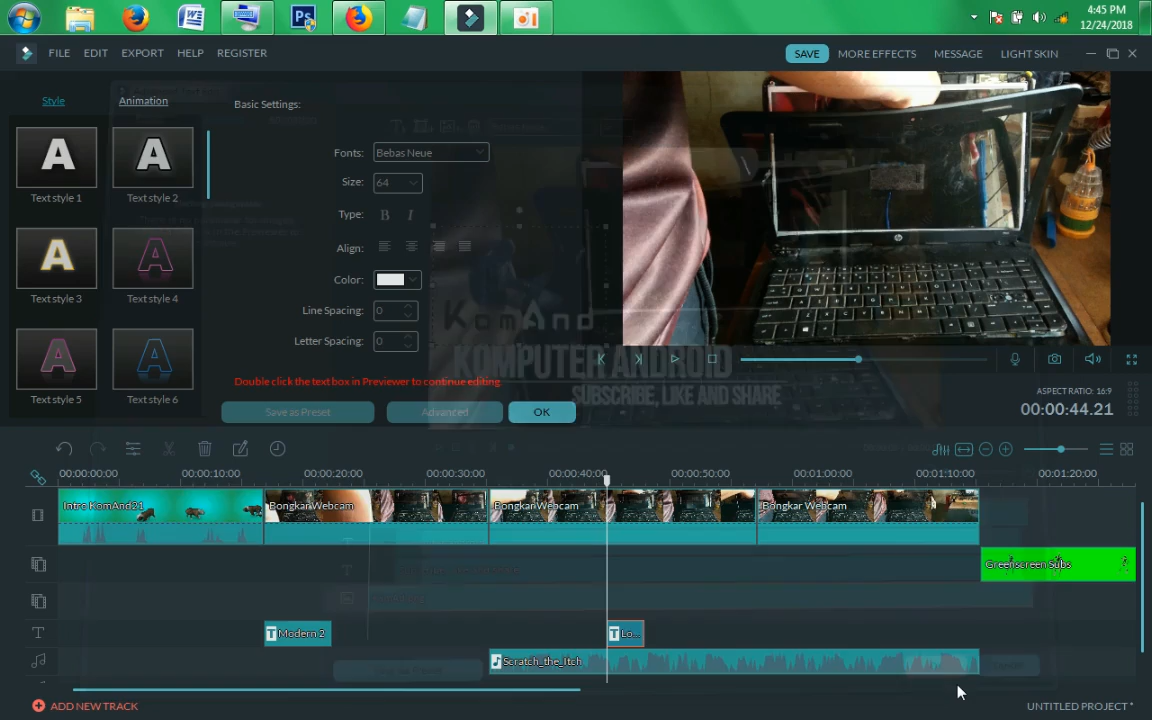 4:45 PM
12/24/2018
FILE EDIT EXPORT HELP REGISTER SAVE MORE EFFECTS MESSAGE LIGHT SKIN
Style Animation
Basic Settings:
Fonts: Bebas Neue
Text style 1 Text style 2
Size: 64
Type: B I
Align:
Color:
Text style 3 Text style 4
Line Spacing: 0
Letter Spacing: 0
Text style 5 Text style 6
KomAnd
KOMPUTER ANDROID
SUBSCRIBE, LIKE AND SHARE
Double click the text box in Previewer to continue editing.
Save as Preset Advanced OK
hp
ASPECT RATIO: 16:9
00:00:44.21
00:00:00:00 00:00:10:00 00:00:20:00 00:00:30:00 00:00:40:00 00:00:50:00 00:01:00:00 00:01:10:00 00:01:20:00
Intro KomAnd21 BongkarWebcam BongkarWebcam Bongkar Webcam
Greenscreen Subs
T Modern 2 T Lo...
Scratch_the_Itch
ADD NEW TRACK UNTITLED PROJECT *